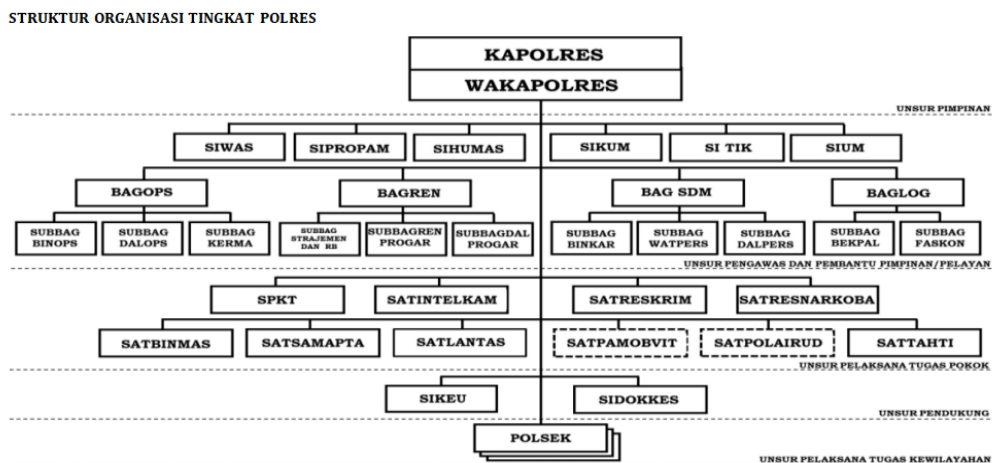 STRUKTUR ORGANISASI TINGKAT POLRES
KAPOLRES
WAKAPOLRES
UNSUR PIMPINAN
SIWAS
SIPROPAM
SIHUMAS
SIKUM
SI TIK
SIUM
BAGOPS
BAGREN
BAG SDM
BAGLOG
SUBBAG
BINOPS
SUBBAG
DALOPS
SUBBAG
KERMA
SUBBAG
STRAJEMEN
DAN RB
SUBBAGREN
PROGAR
SUBBAGDAL
PROGAR
SUBBAG
BINKAR
SUBBAG
WATPERS
SUBBAG
DALPERS
SUBBAG
BEKPAL
SUBBAG
FASKON
UNSUR PENGAWAS DAN PEMBANTU PIMPINAN/PELAYAN
SPKT
SATINTELKAM
SATRESKRIM
SATRESNARKOBA
SATBINMAS
SATSAMAPTA
SATLANTAS
SATPAMOBVIT
SATPOLAIRUD
SATTAHTI
UNSUR PELAKSANA TUGAS POKOK
SIKEU
SIDOKKES
UNSUR PENDUKUNG
POLSEK
UNSUR PELAKSANA TUGAS KEWILAYAHAN